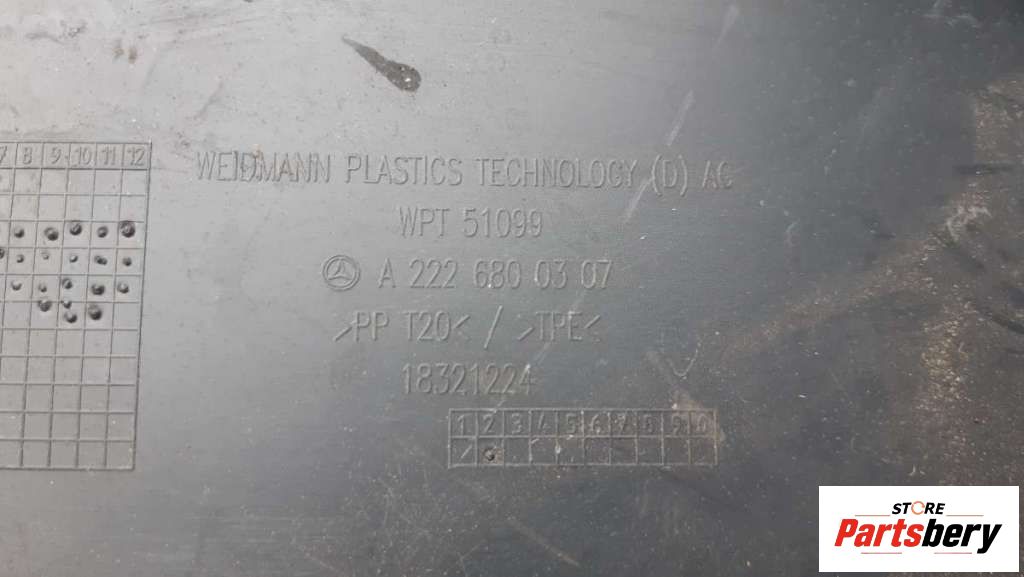 7 8 9 10 11 12
WEIDMANN PLASTICS TECHNOLOGY (D) AG
WPT 51099
A 222 680 03 07
>PP T20< / >TPE<
18321224
1 2 3 4 5 6 7 8 9 0
STORE
Partsbery